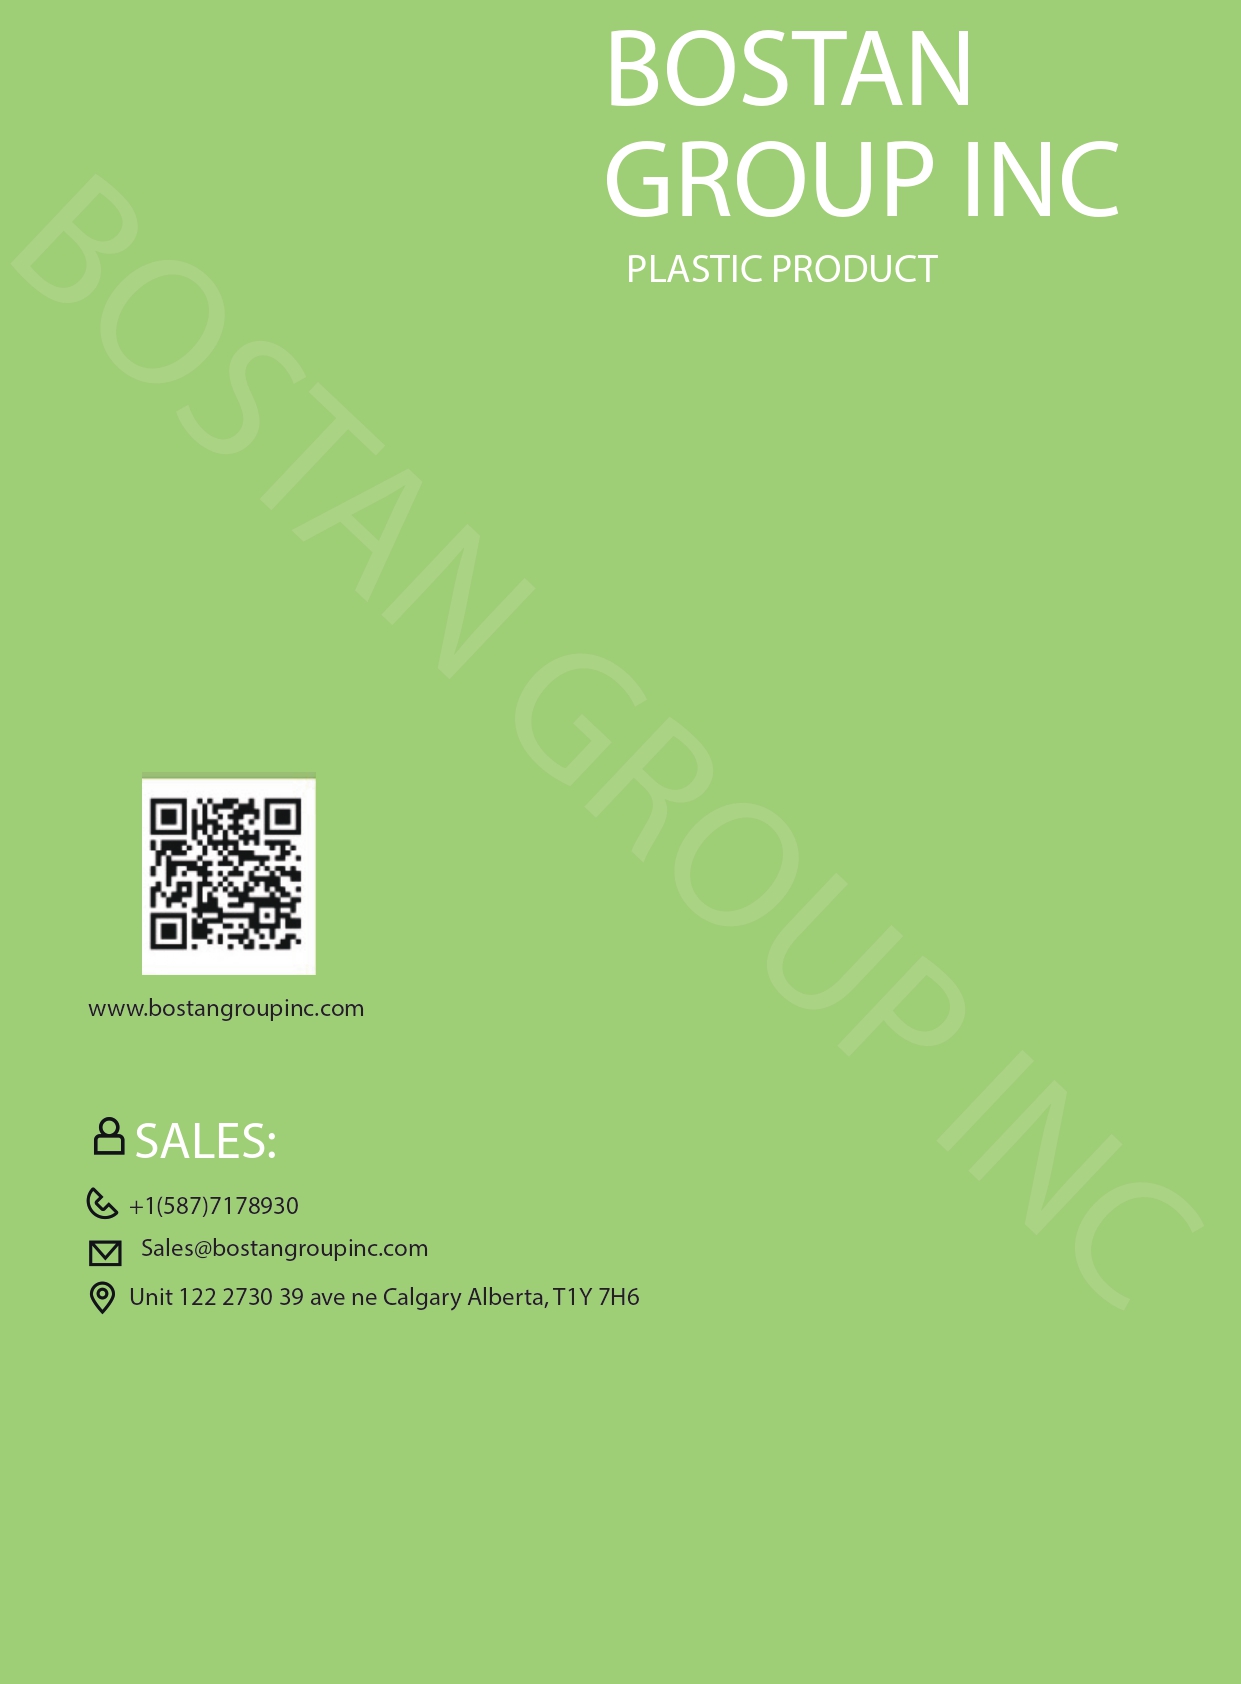 BOSTAN
GROUP INC
PLASTIC PRODUCT
BOSTAN GROUP INC
www.bostangroupinc.com
SALES:
+1(587)7178930
Sales@bostangroupinc.com
Unit 122 2730 39 ave ne Calgary Alberta, T1Y 7H6